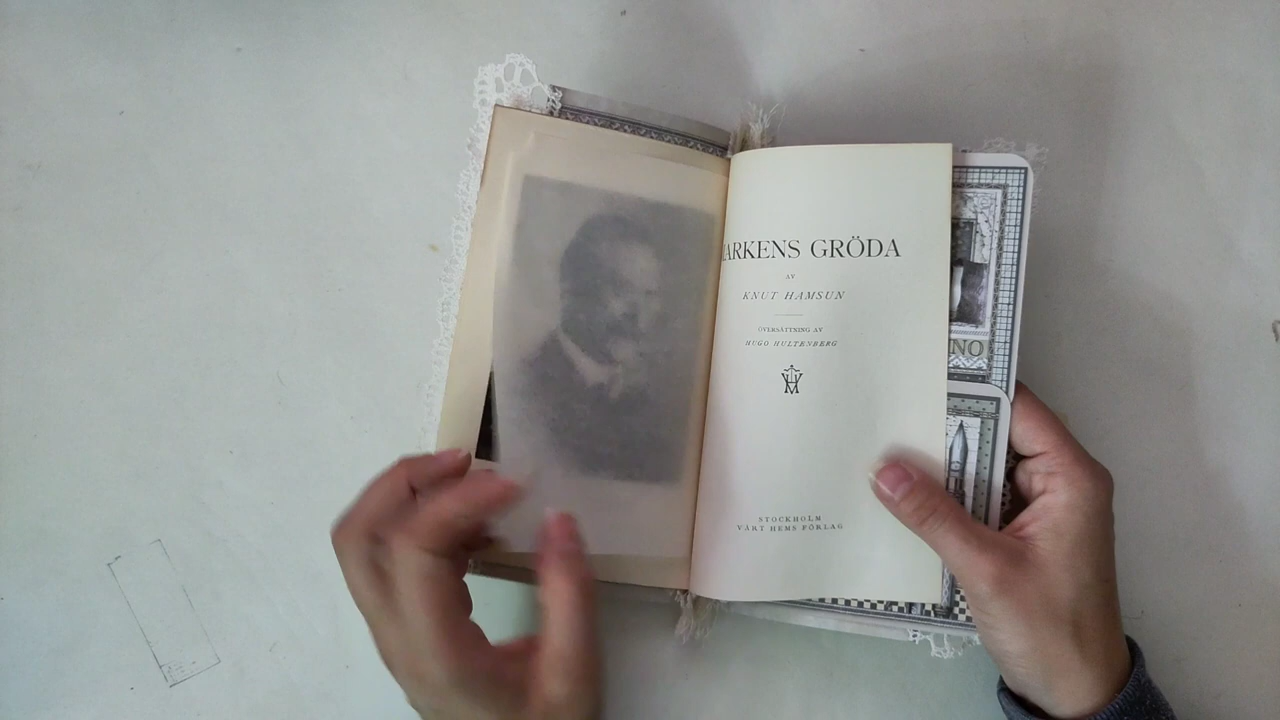 ARKENS GRÖDA
AV
KNUT HAMSUN
ÖVERSÄTTNING AV
HUGO HULTENBERG
STOCKHOLM
VÅRT HEMS FÖRLAG
NO